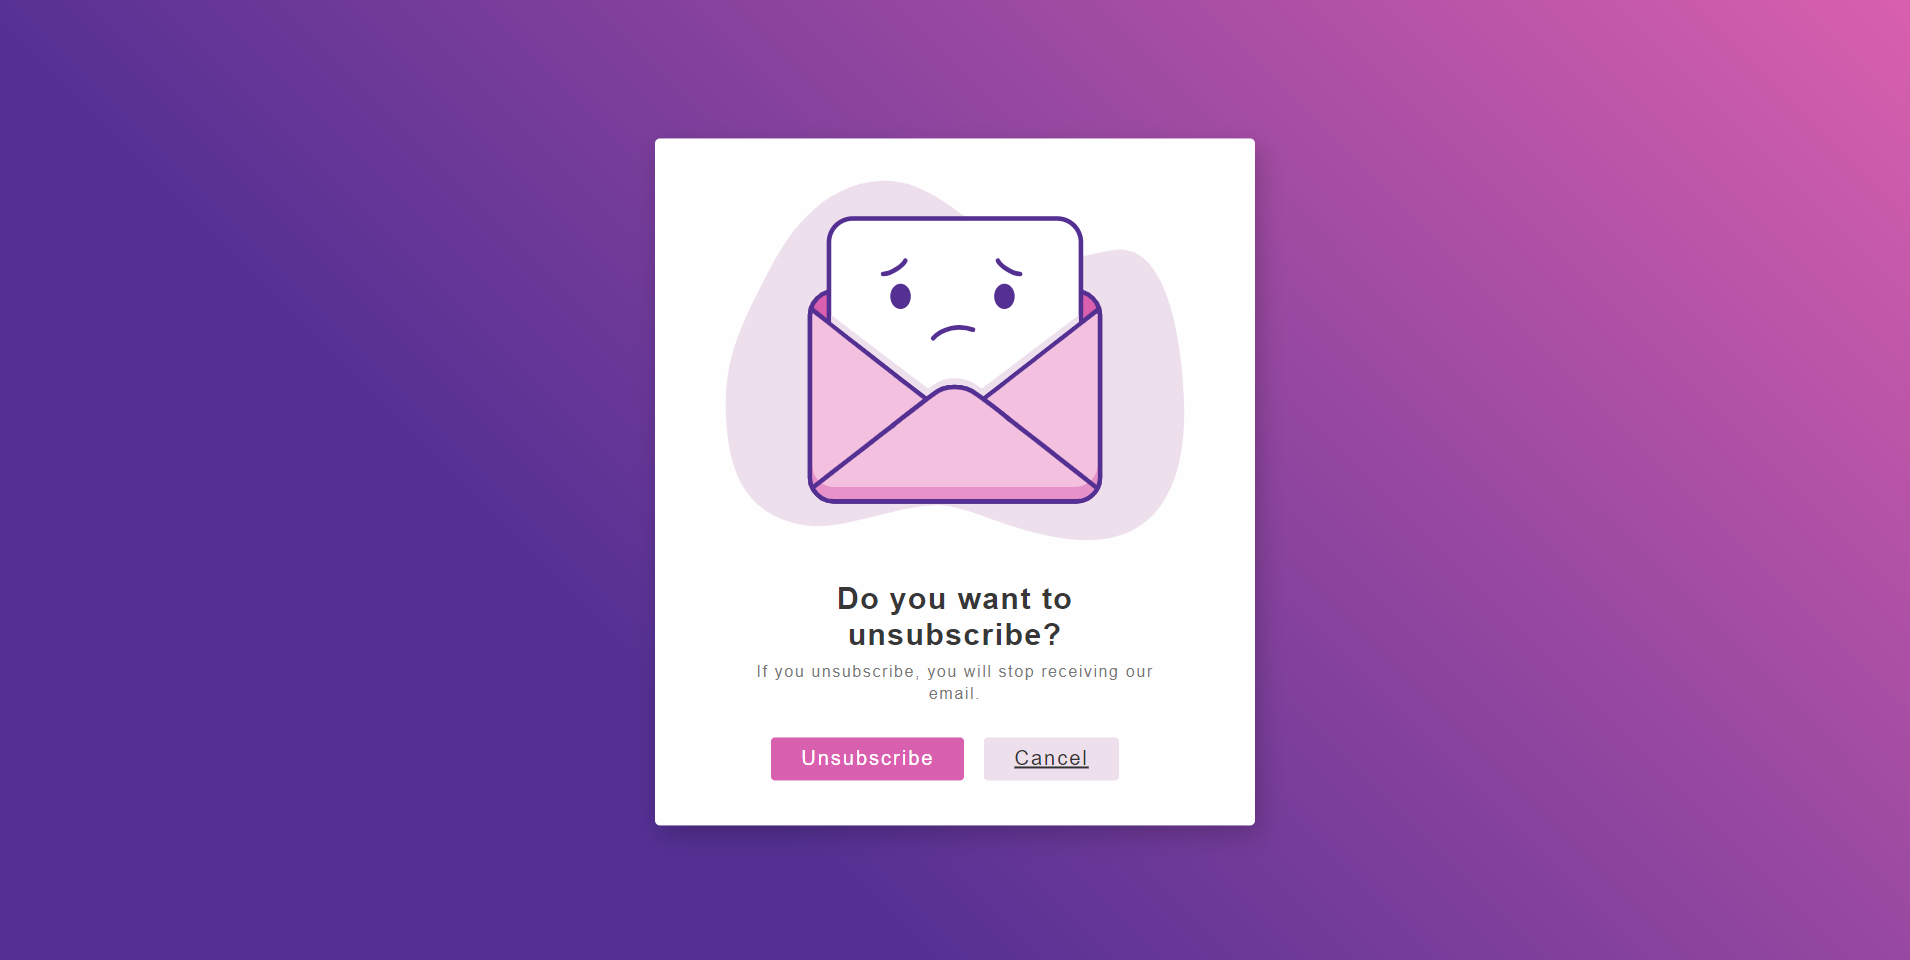 Do you want to
unsubscribe?
If you unsubscribe, you will stop receiving our
email.
Unsubscribe
Cancel